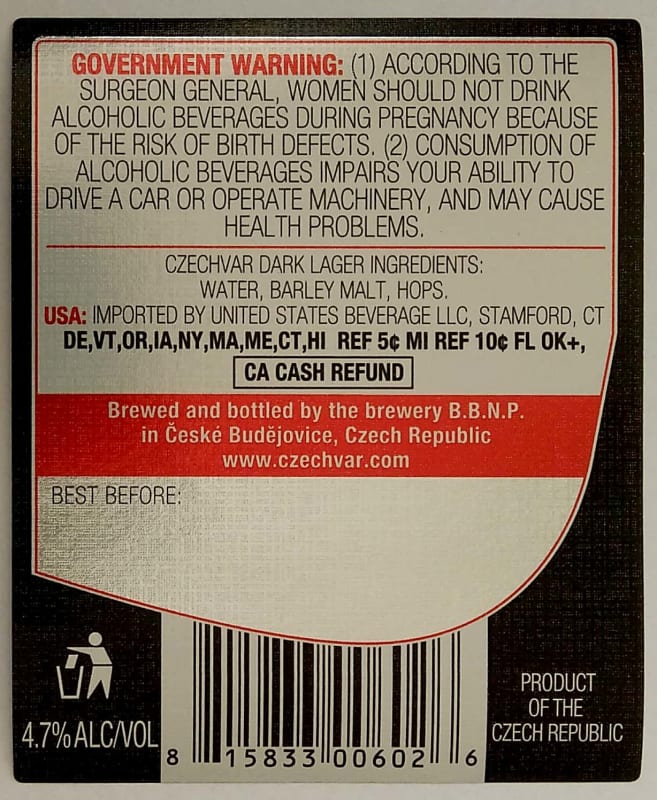 GOVERNMENT WARNING: (1) ACCORDING TO THE
SURGEON GENERAL, WOMEN SHOULD NOT DRINK
ALCOHOLIC BEVERAGES DURING PREGNANCY BECAUSE
OF THE RISK OF BIRTH DEFECTS. (2) CONSUMPTION OF
ALCOHOLIC BEVERAGES IMPAIRS YOUR ABILITY TO
DRIVE A CAR OR OPERATE MACHINERY, AND MAY CAUSE
HEALTH PROBLEMS.
CZECHVAR DARK LAGER INGREDIENTS:
WATER, BARLEY MALT, HOPS.
USA: IMPORTED BY UNITED STATES BEVERAGE LLC, STAMFORD, CT
DE,VT,OR,IA,NY,MA,ME,CT,HI REF 5¢ MI REF 10¢ FL OK+,
CA CASH REFUND
Brewed and bottled by the brewery B.B.N.P.
in České Budějovice, Czech Republic
www.czechvar.com
BEST BEFORE:
4.7% ALC/VOL
8 15833 00602 6
PRODUCT
OF THE
CZECH REPUBLIC